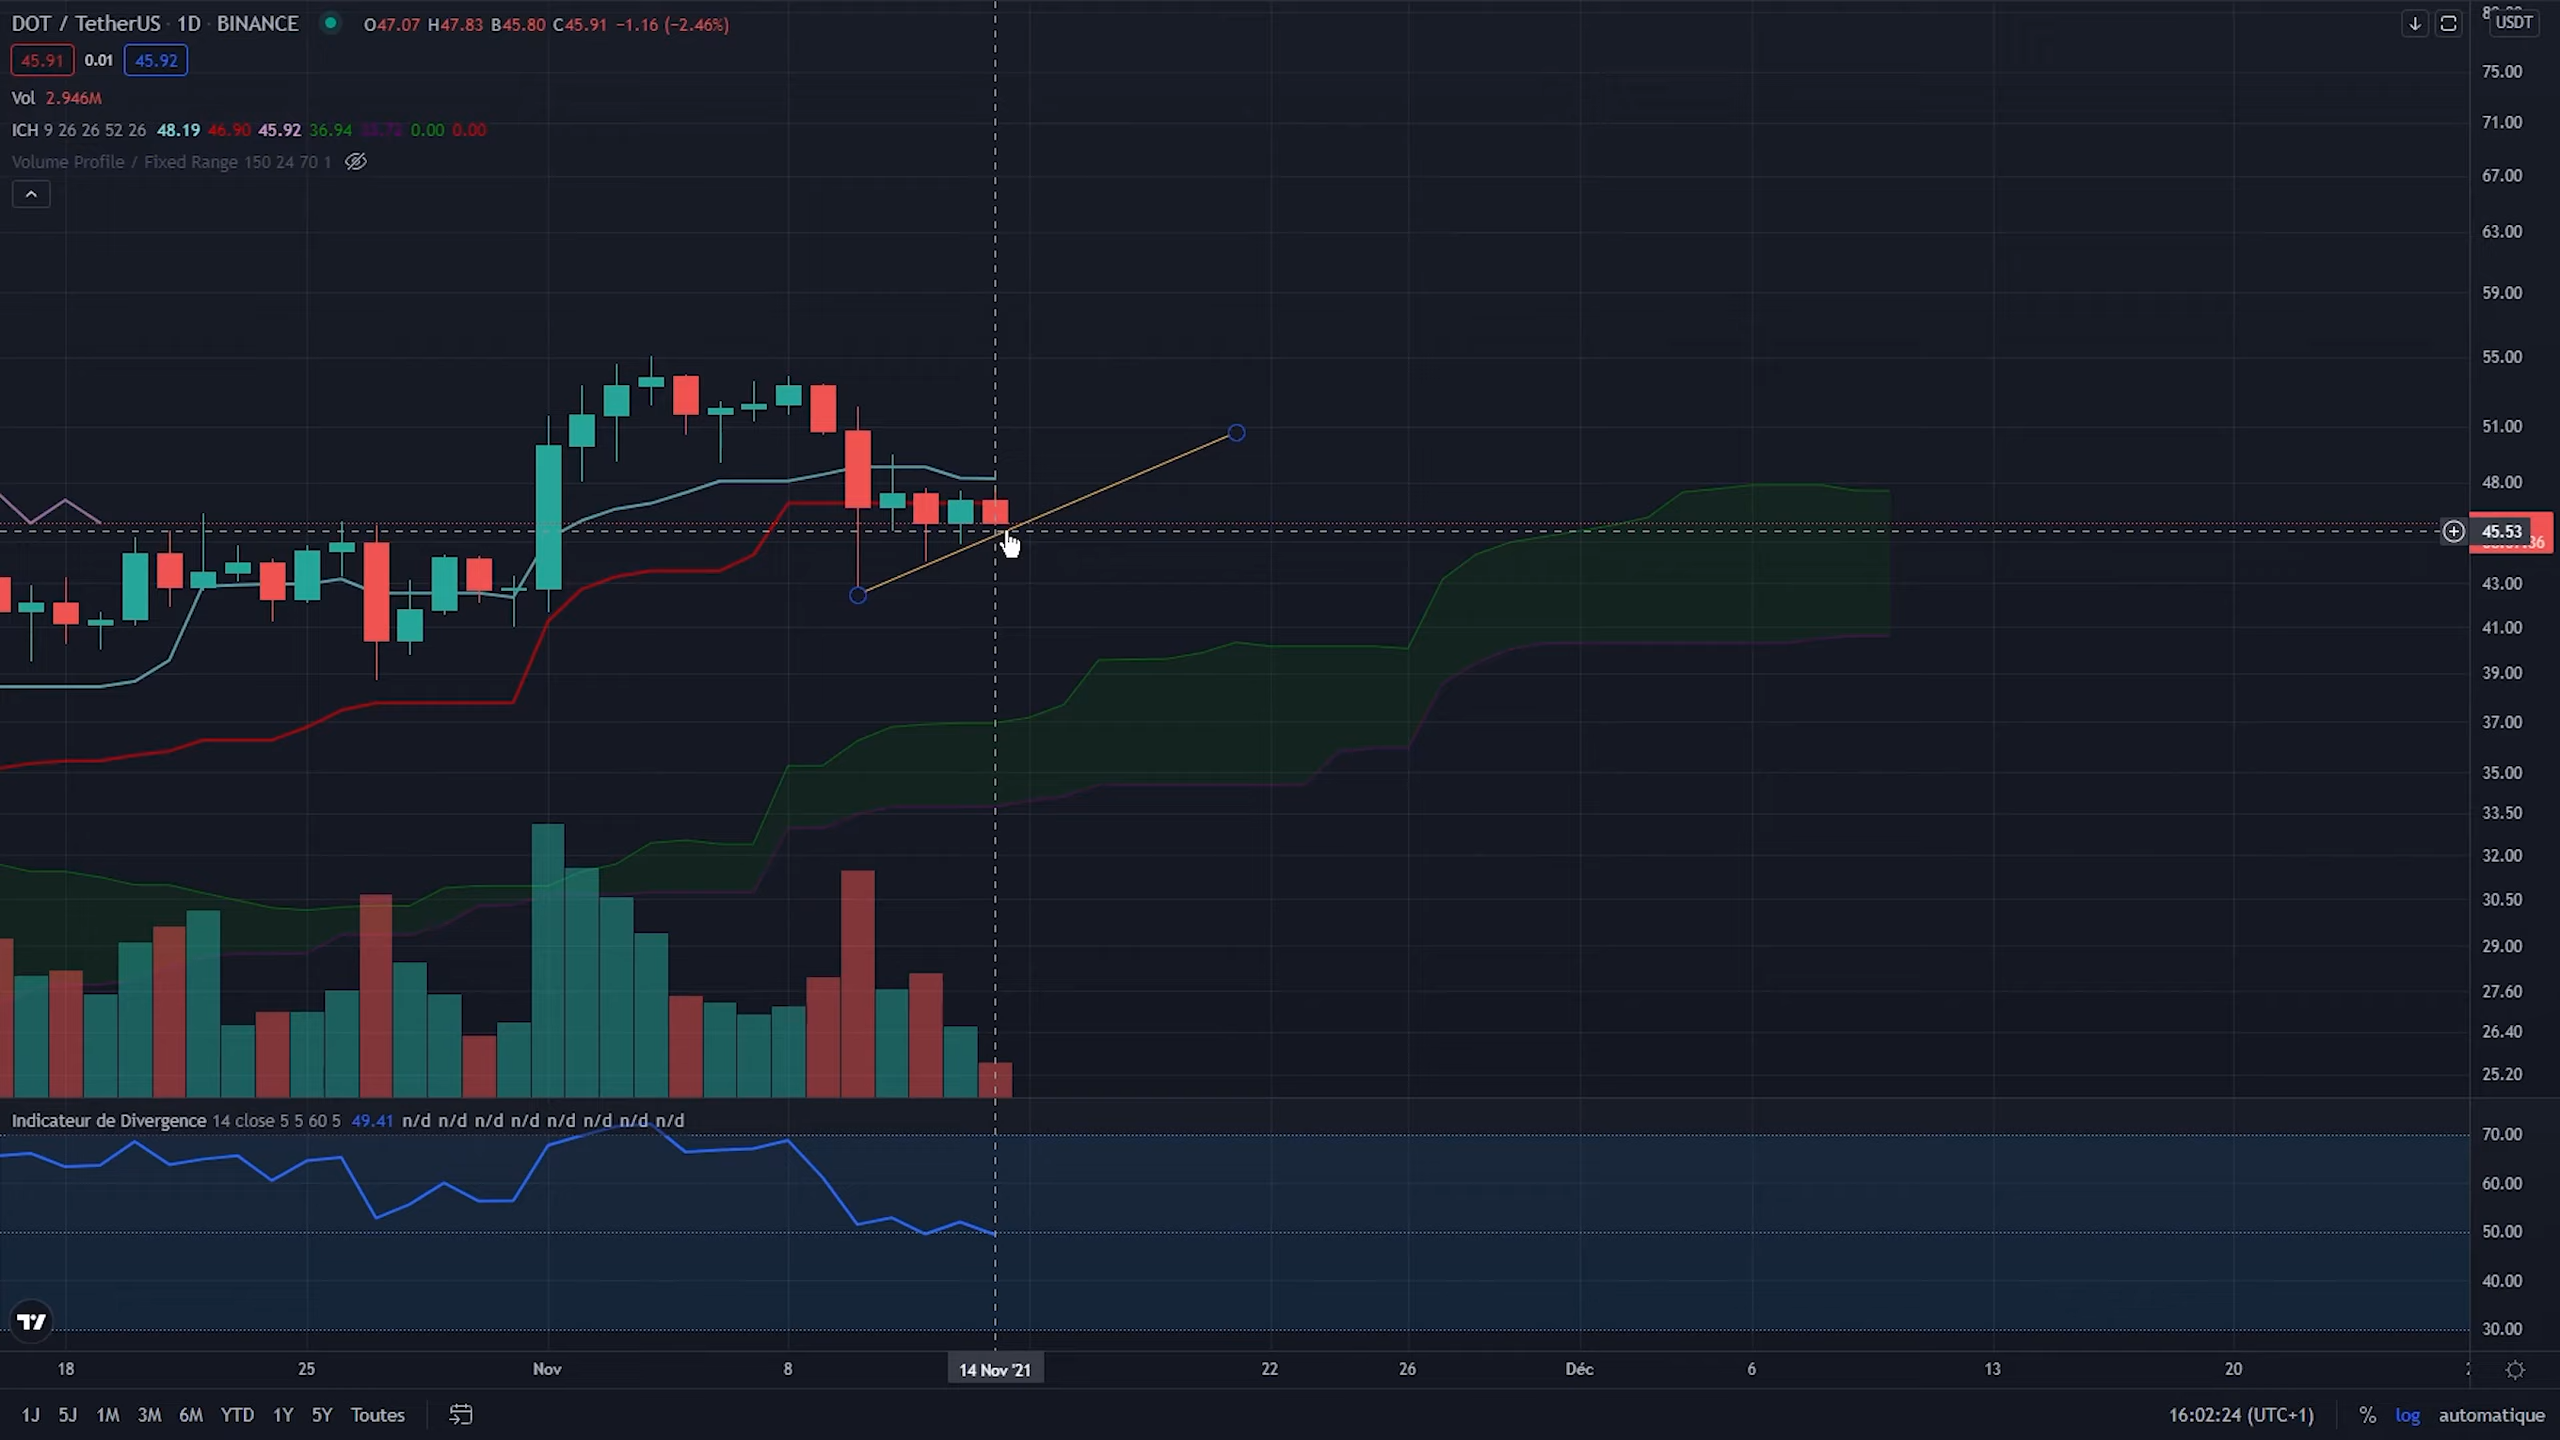 DOT / TetherUS · 1D · BINANCE O47.07 H47.83 B45.80 C45.91 −1.16 (−2.46%)
45.91 0.01 45.92
Vol 2.946M
ICH 9 26 26 52 26 48.19 46.90 45.92 36.94 0.00 0.00
Volume Profile / Fixed Range 150 24 70 1
USDT
75.00
71.00
67.00
63.00
59.00
55.00
51.00
48.00
45.53
43.00
41.00
39.00
37.00
35.00
33.50
32.00
30.50
29.00
27.60
26.40
25.20
Indicateur de Divergence 14 close 5 5 60 5 49.41 n/d n/d n/d n/d n/d n/d n/d n/d
70.00
60.00
50.00
40.00
30.00
18 25 Nov 8 14 Nov '21 22 26 Déc 6 13 20
1J 5J 1M 3M 6M YTD 1Y 5Y Toutes 16:02:24 (UTC+1) % log automatique